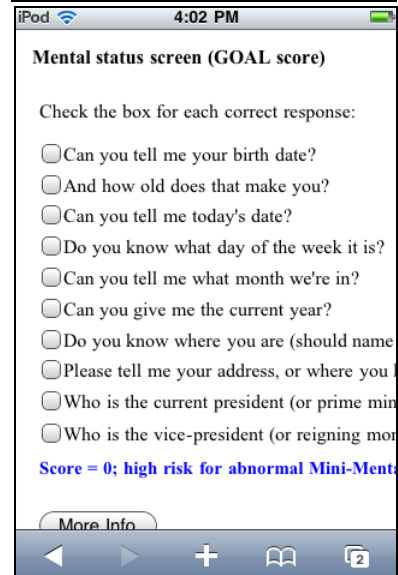 iPod 4:02 PM
Mental status screen (GOAL score)
Check the box for each correct response:
Can you tell me your birth date?
And how old does that make you?
Can you tell me today's date?
Do you know what day of the week it is?
Can you tell me what month we're in?
Can you give me the current year?
Do you know where you are (should name
Please tell me your address, or where you
Who is the current president (or prime
Who is the vice-president (or reigning
Score = 0; high risk for abnormal
More Info
2